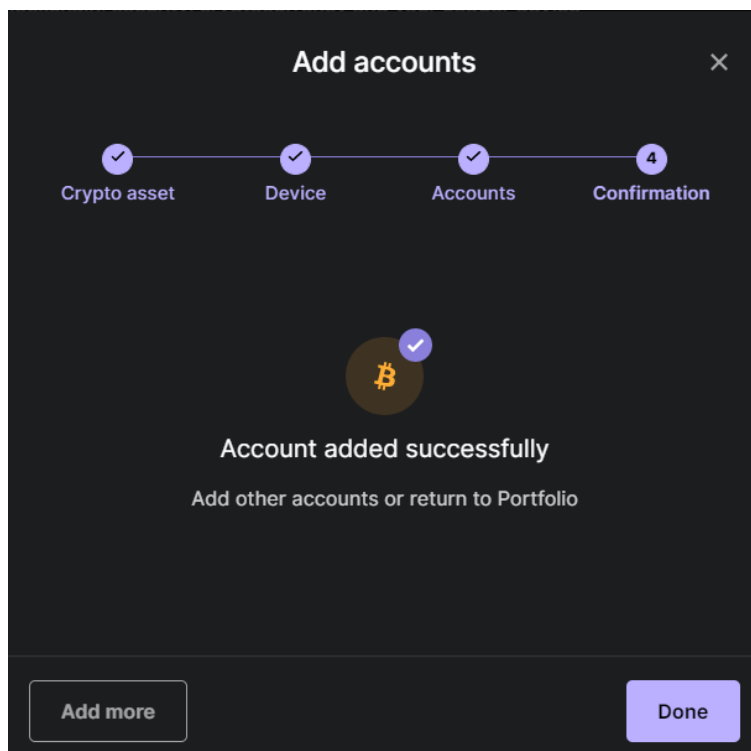 Add accounts
4
Crypto asset
Device
Accounts
Confirmation
Account added successfully
Add other accounts or return to Portfolio
Add more
Done